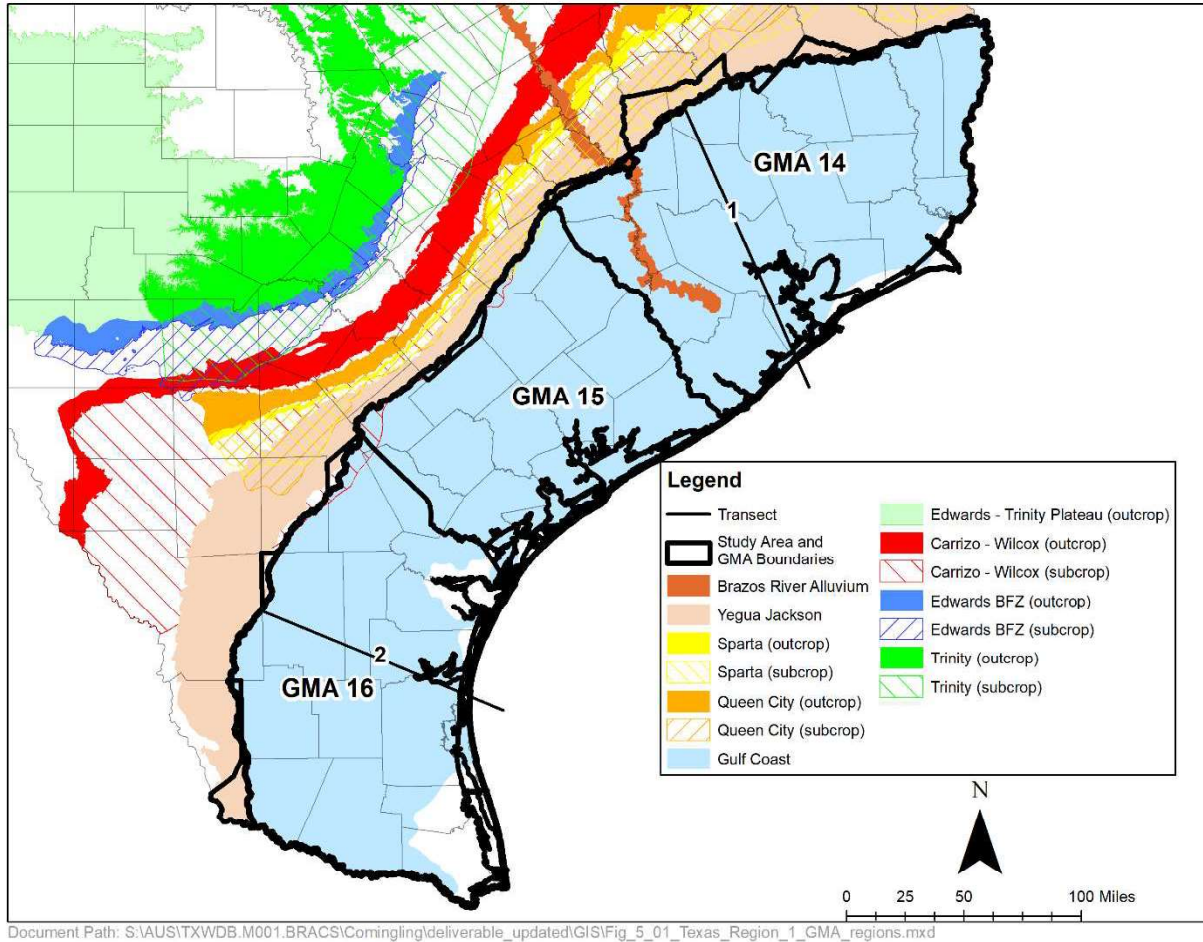 GMA 14
1
GMA 15
2
GMA 16
Legend
Transect
Study Area and
GMA Boundaries
Brazos River Alluvium
Yegua Jackson
Sparta (outcrop)
Sparta (subcrop)
Queen City (outcrop)
Queen City (subcrop)
Gulf Coast
Edwards - Trinity Plateau (outcrop)
Carrizo - Wilcox (outcrop)
Carrizo - Wilcox (subcrop)
Edwards BFZ (outcrop)
Edwards BFZ (subcrop)
Trinity (outcrop)
Trinity (subcrop)
N
0 25 50 100 Miles
Document Path: S:\AUS\TXWDB.M001.BRACS\Comingling\deliverable_updated\GIS\Fig_5_01_Texas_Region_1_GMA_regions.mxd